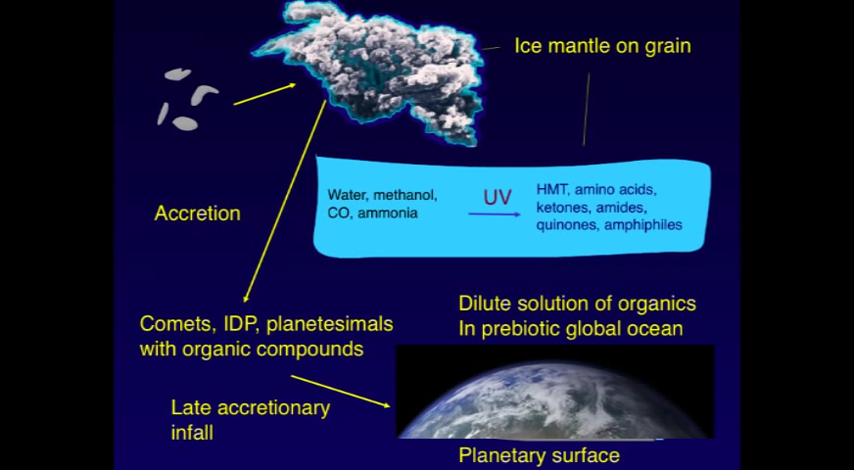 Ice mantle on grain
Water, methanol,
CO, ammonia
UV
HMT, amino acids,
ketones, amides,
quinones, amphiphiles
Accretion
Comets, IDP, planetesimals
with organic compounds
Dilute solution of organics
In prebiotic global ocean
Late accretionary
infall
Planetary surface